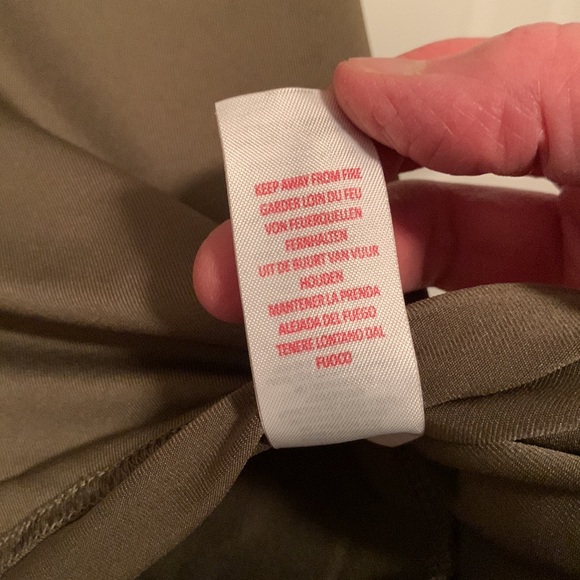 KEEP AWAY FROM FIRE
GARDER LOIN DU FEU
VON FEUERQUELLEN
FERNHALTEN
UIT DE BUURT VAN VUUR
HOUDEN
MANTENER LA PRENDA
ALEJADA DEL FUEGO
TENERE LONTANO DAL
FUOCO